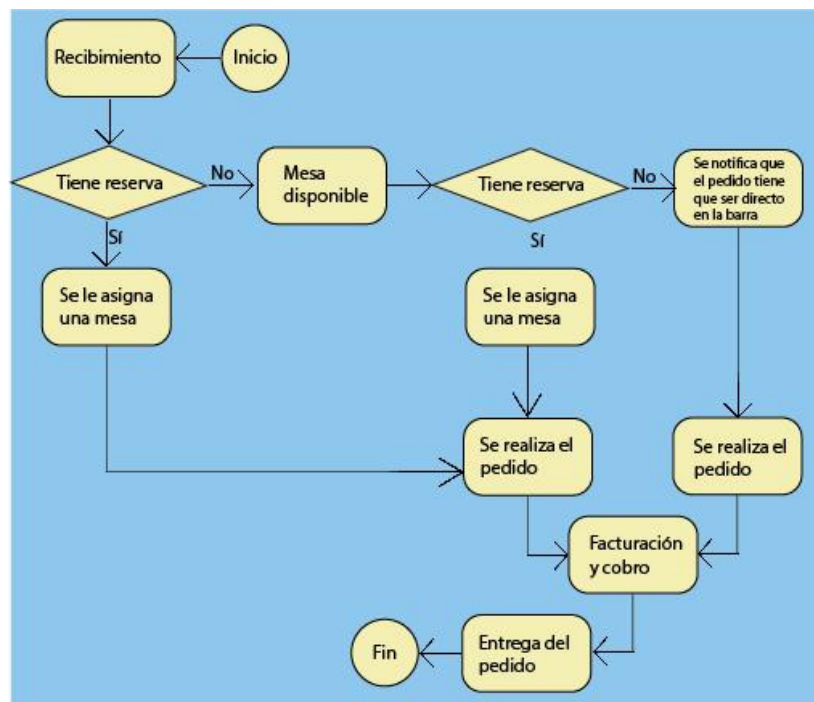 Recibimiento
Inicio
Tiene reserva
No
Mesa
disponible
Tiene reserva
No
Se notifica que
el pedido tiene
que ser directo
en la barra
Sí
Sí
Se le asigna
una mesa
Se le asigna
una mesa
Se realiza el
pedido
Se realiza el
pedido
Facturación
y cobro
Fin
Entrega del
pedido